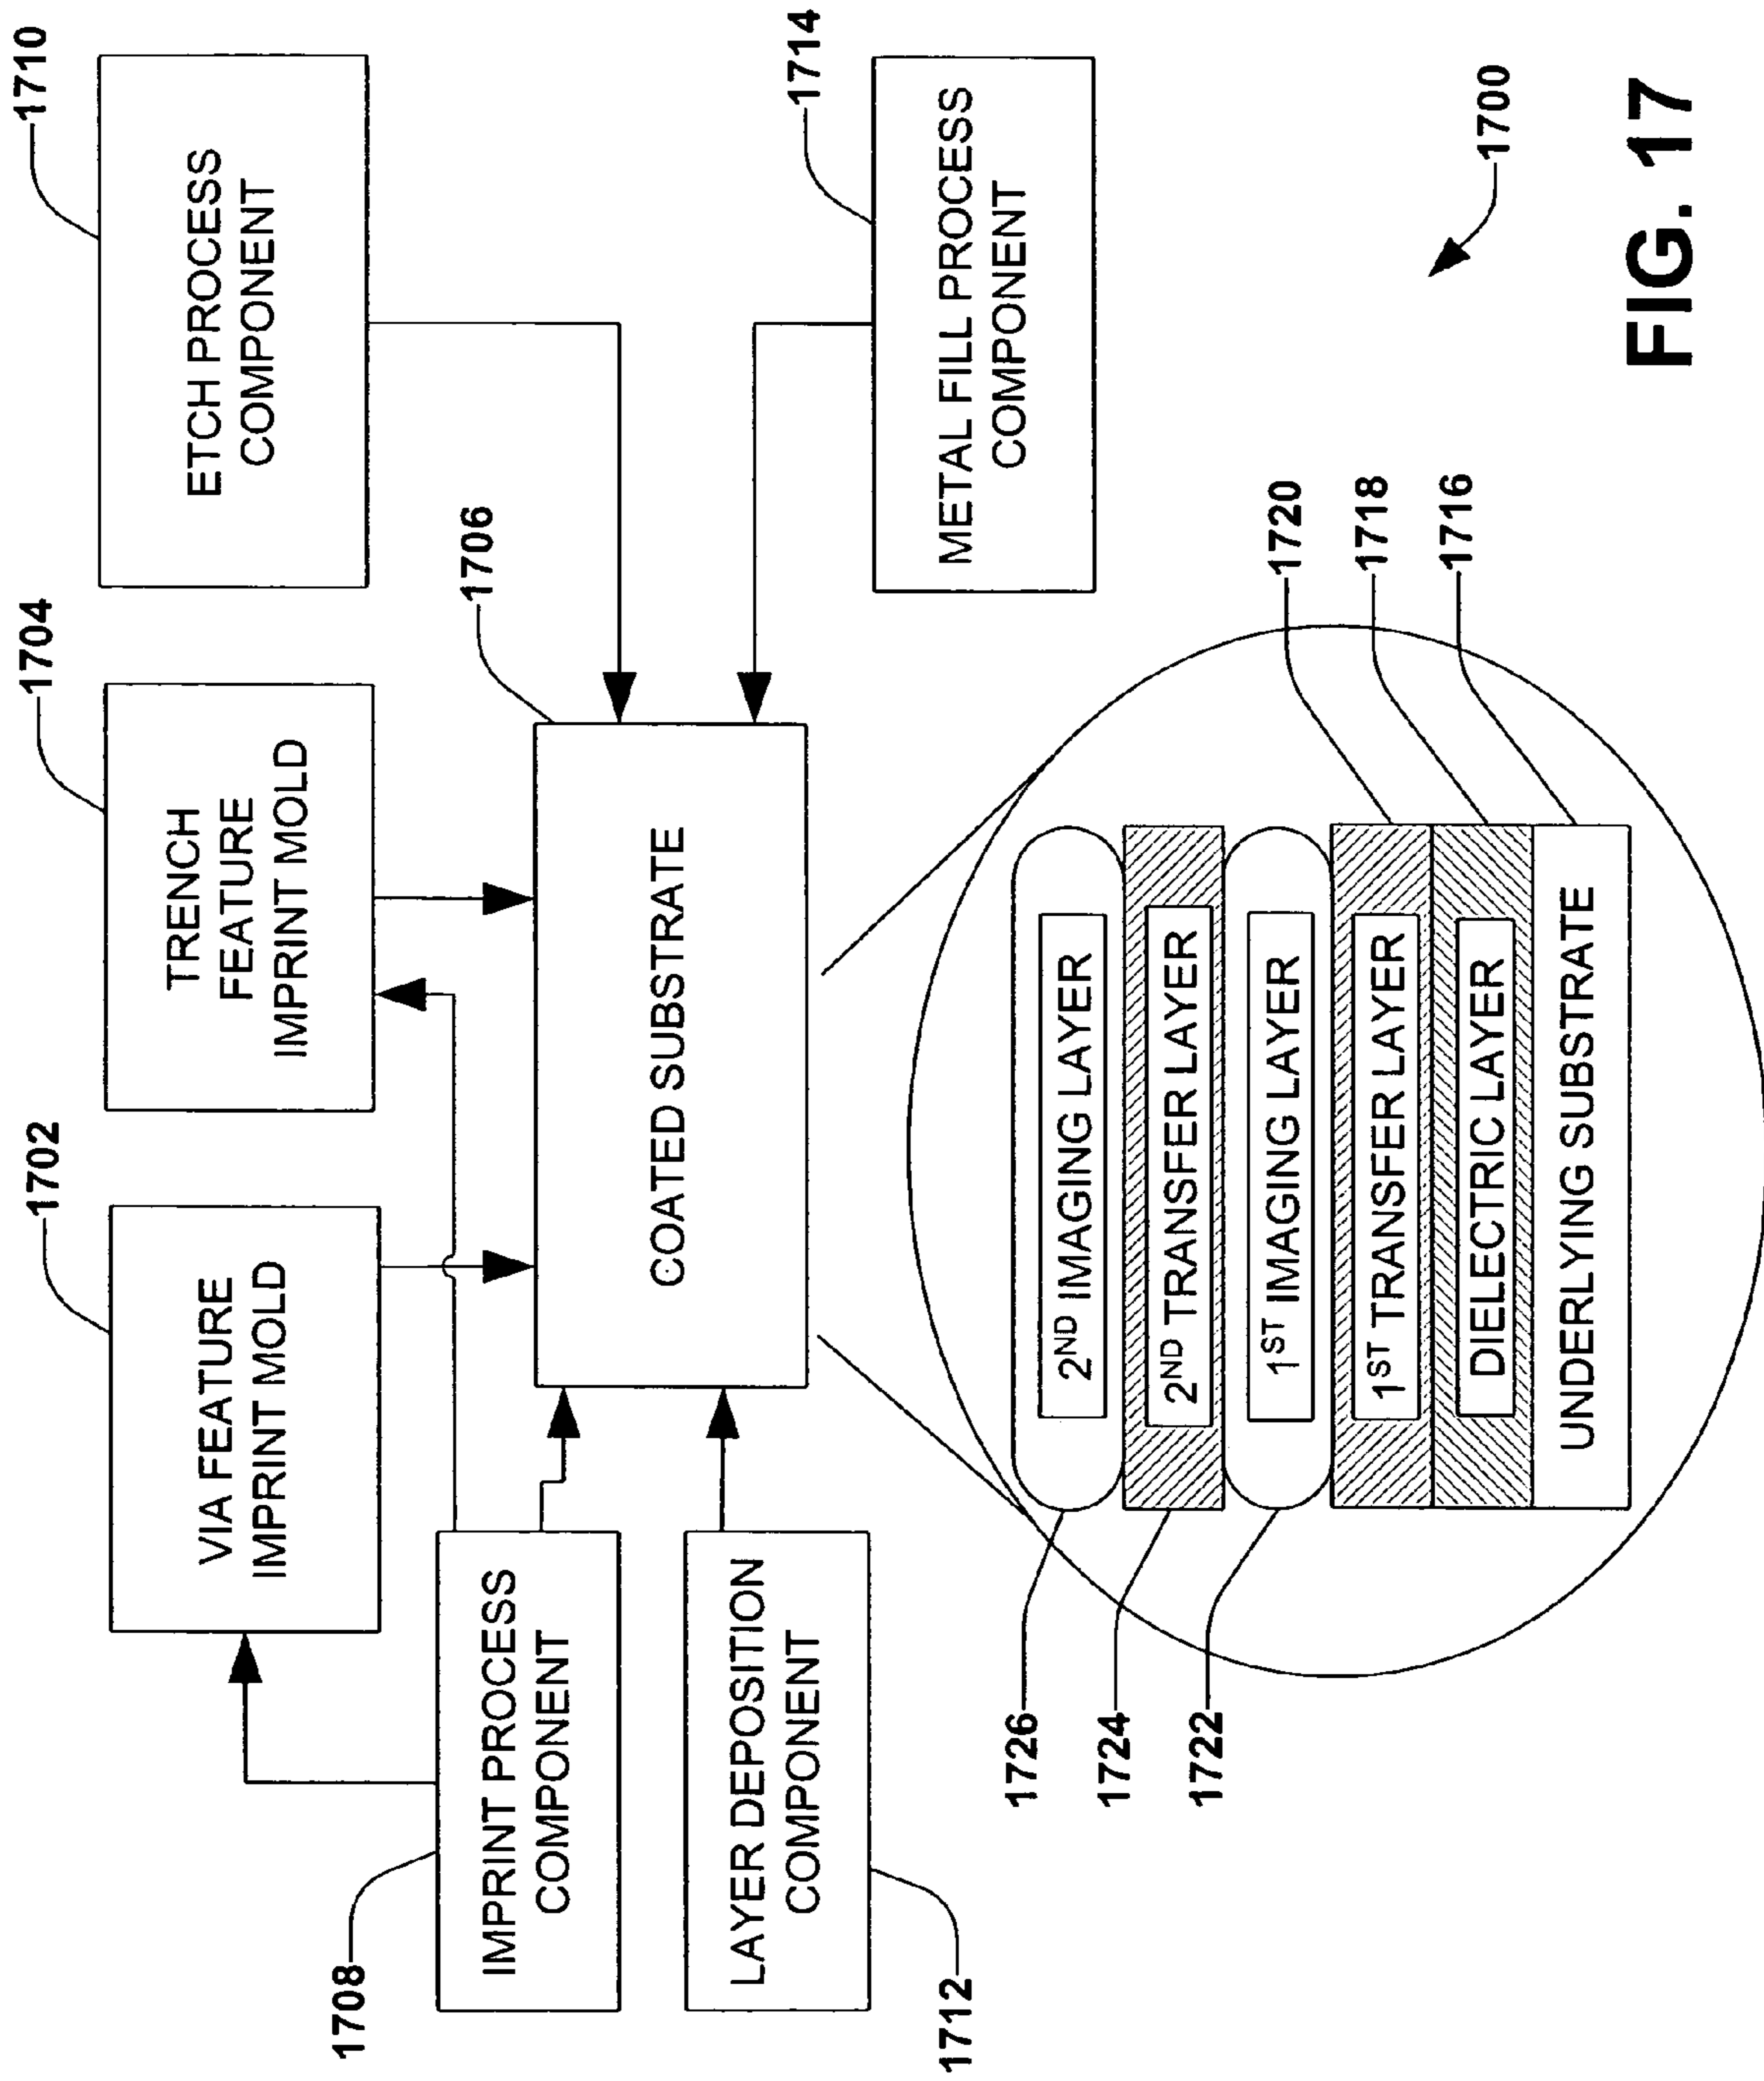 1702
VIA FEATURE
IMPRINT MOLD
1704
TRENCH
FEATURE
IMPRINT MOLD
1710
ETCH PROCESS
COMPONENT
1708
IMPRINT PROCESS
COMPONENT
1706
COATED SUBSTRATE
1712
LAYER DEPOSITION
COMPONENT
1714
METAL FILL PROCESS
COMPONENT
1726
2ND IMAGING LAYER
1724
2ND TRANSFER LAYER
1722
1ST IMAGING LAYER
1720
1ST TRANSFER LAYER
1718
DIELECTRIC LAYER
1716
UNDERLYING SUBSTRATE
1700
FIG. 17